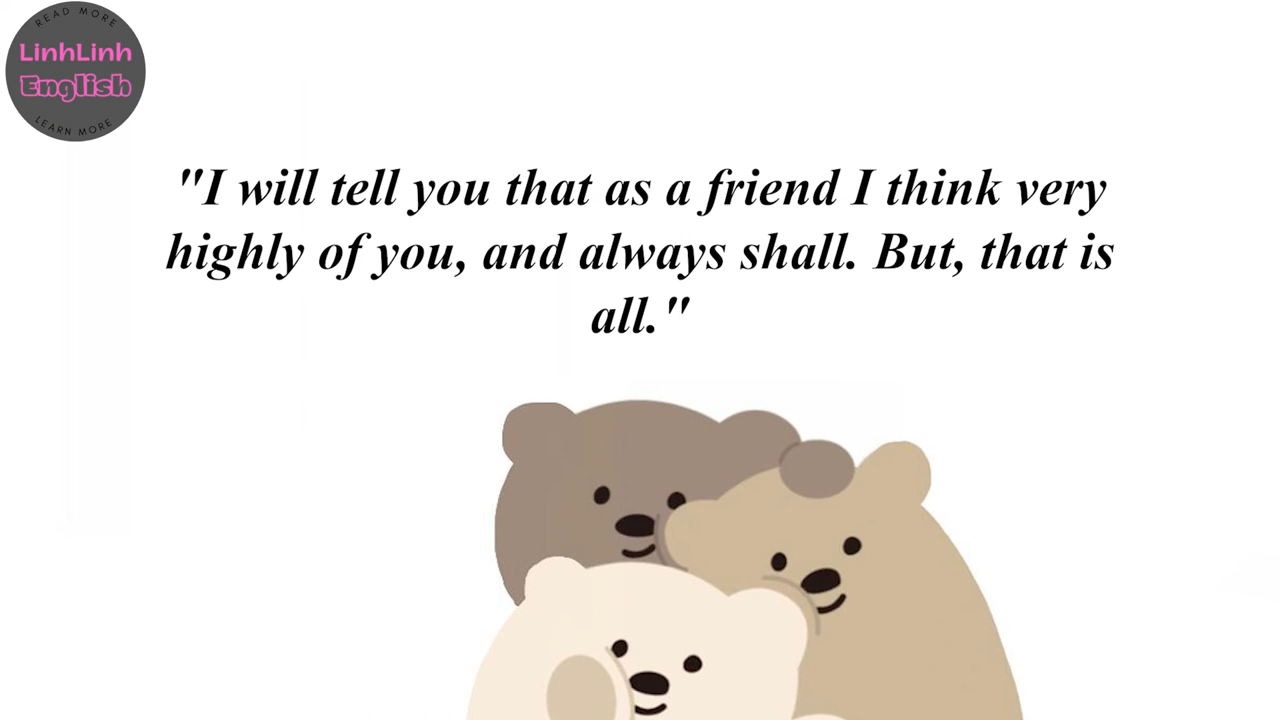 READ MORE
LinhLinh
English
LEARN MORE
"I will tell you that as a friend I think very
highly of you, and always shall. But, that is
all."